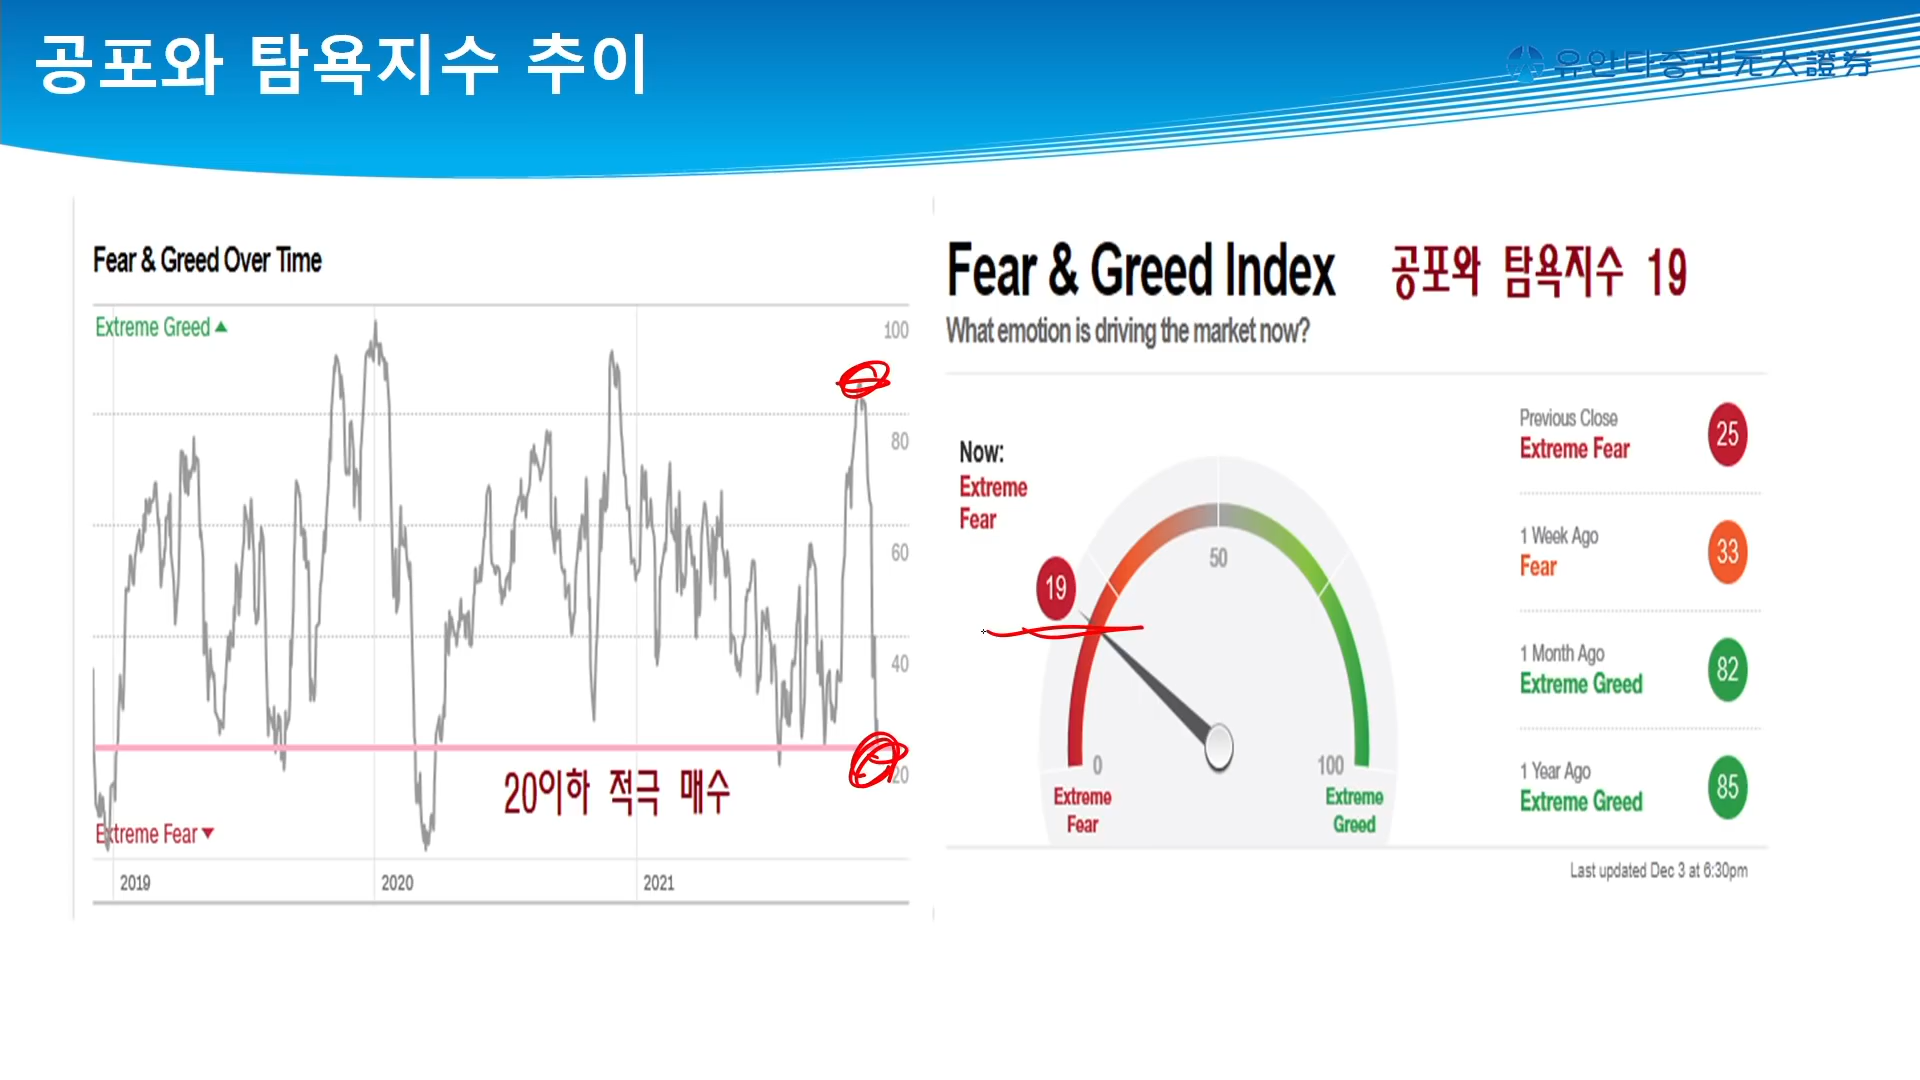 공포와 탐욕지수 추이
유안타증권 元大證券
Fear & Greed Over Time
Extreme Greed ▲
100
80
60
40
20
20이하 적극 매수
Extreme Fear ▼
2019
2020
2021
Fear & Greed Index
공포와 탐욕지수 19
What emotion is driving the market now?
Now:
Extreme
Fear
19
50
0
100
Extreme
Fear
Extreme
Greed
Previous Close
Extreme Fear
25
1 Week Ago
Fear
33
1 Month Ago
Extreme Greed
82
1 Year Ago
Extreme Greed
85
Last updated Dec 3 at 6:30pm